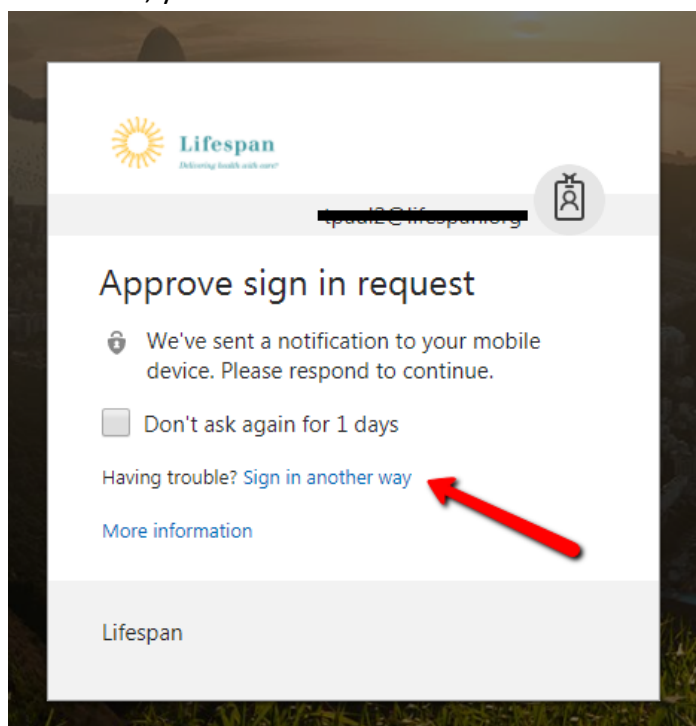 Lifespan
Delivering health with care®
Approve sign in request
We've sent a notification to your mobile
device. Please respond to continue.
Don't ask again for 1 days
Having trouble? Sign in another way
More information
Lifespan